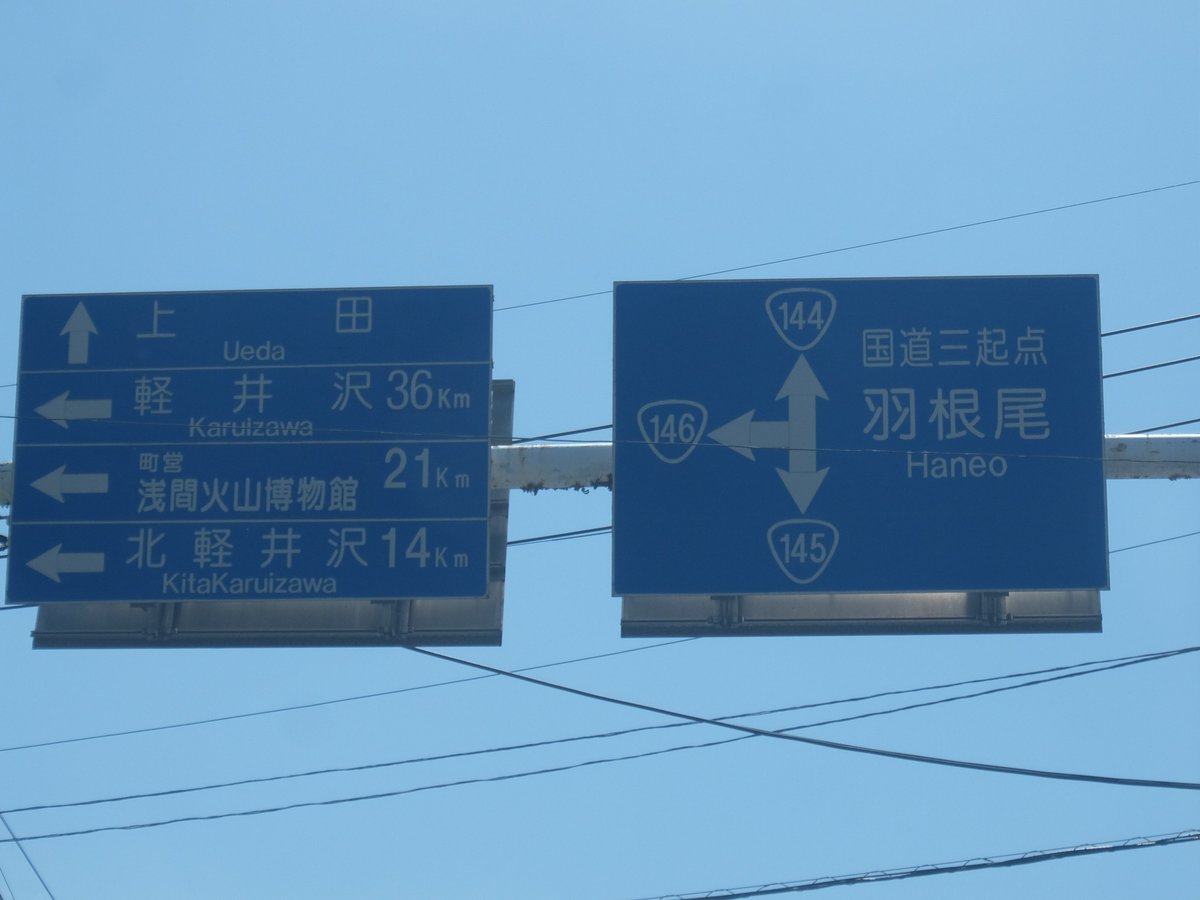 上田
Ueda
軽井沢 36Km
Karuizawa
町営
浅間火山博物館 21Km
北軽井沢 14Km
KitaKaruizawa
144
国道三起点
146
羽根尾
Haneo
145